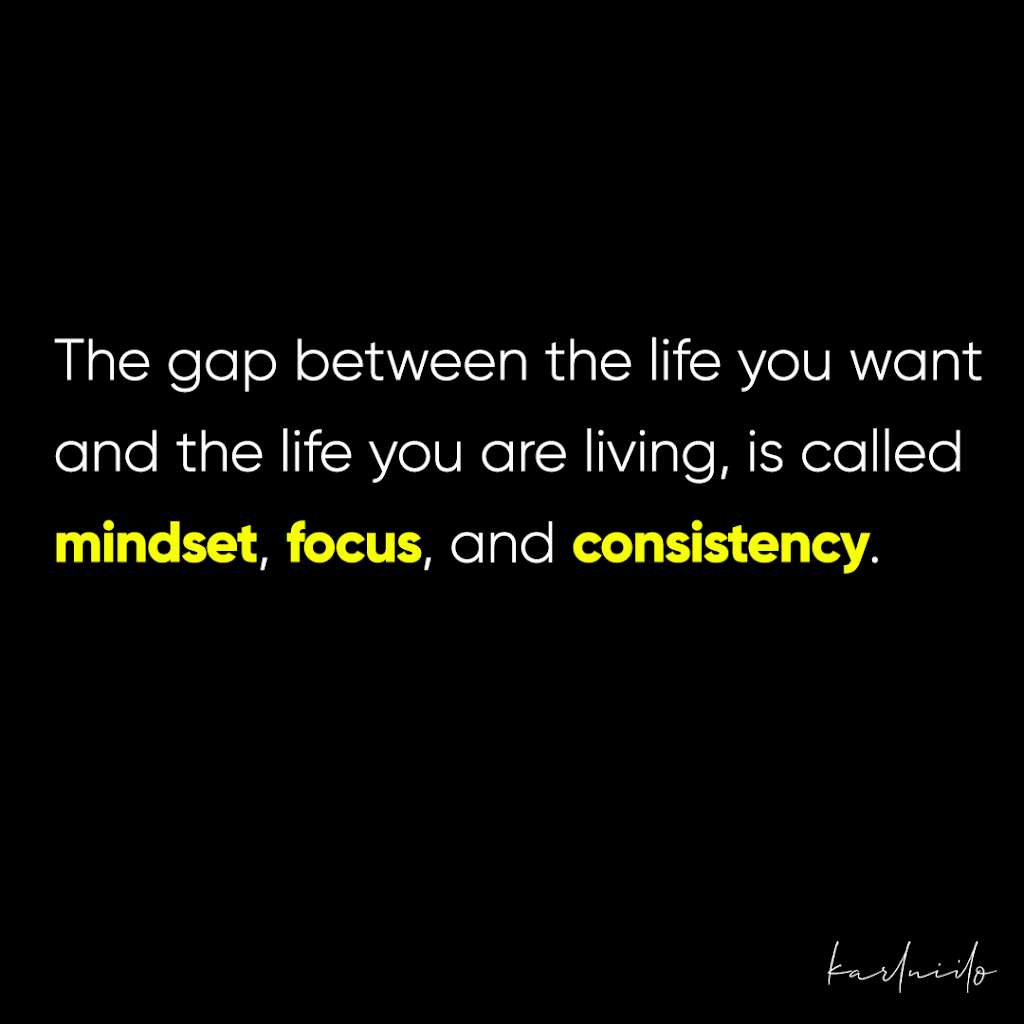 The gap between the life you want
and the life you are living, is called
mindset, focus, and consistency.
karlniilo